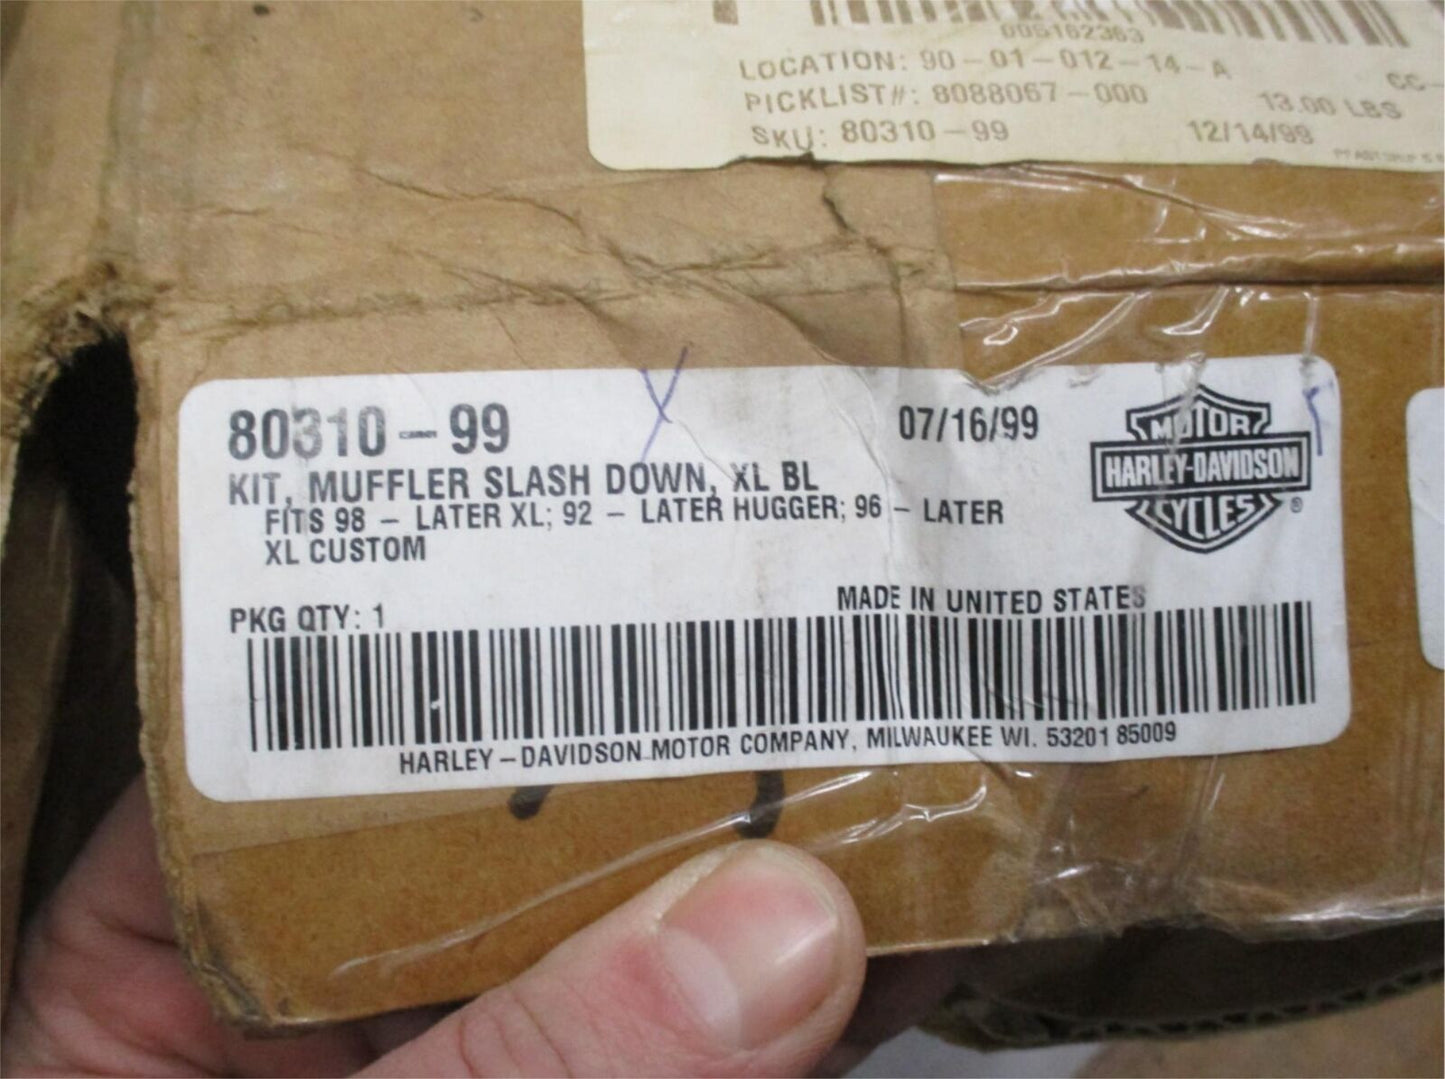 005162363
LOCATION: 90-01-012-14-A
CC-
PICKLIST#: 8088067-000
13.00 LBS
SKU: 80310-99
12/14/99
80310-99
07/16/99
MOTOR
HARLEY-DAVIDSON
CYCLES
®
KIT, MUFFLER SLASH DOWN, XL BL
FITS 98 - LATER XL; 92 - LATER HUGGER; 96 - LATER
XL CUSTOM
PKG QTY: 1
MADE IN UNITED STATES
HARLEY-DAVIDSON MOTOR COMPANY, MILWAUKEE WI. 53201 85009